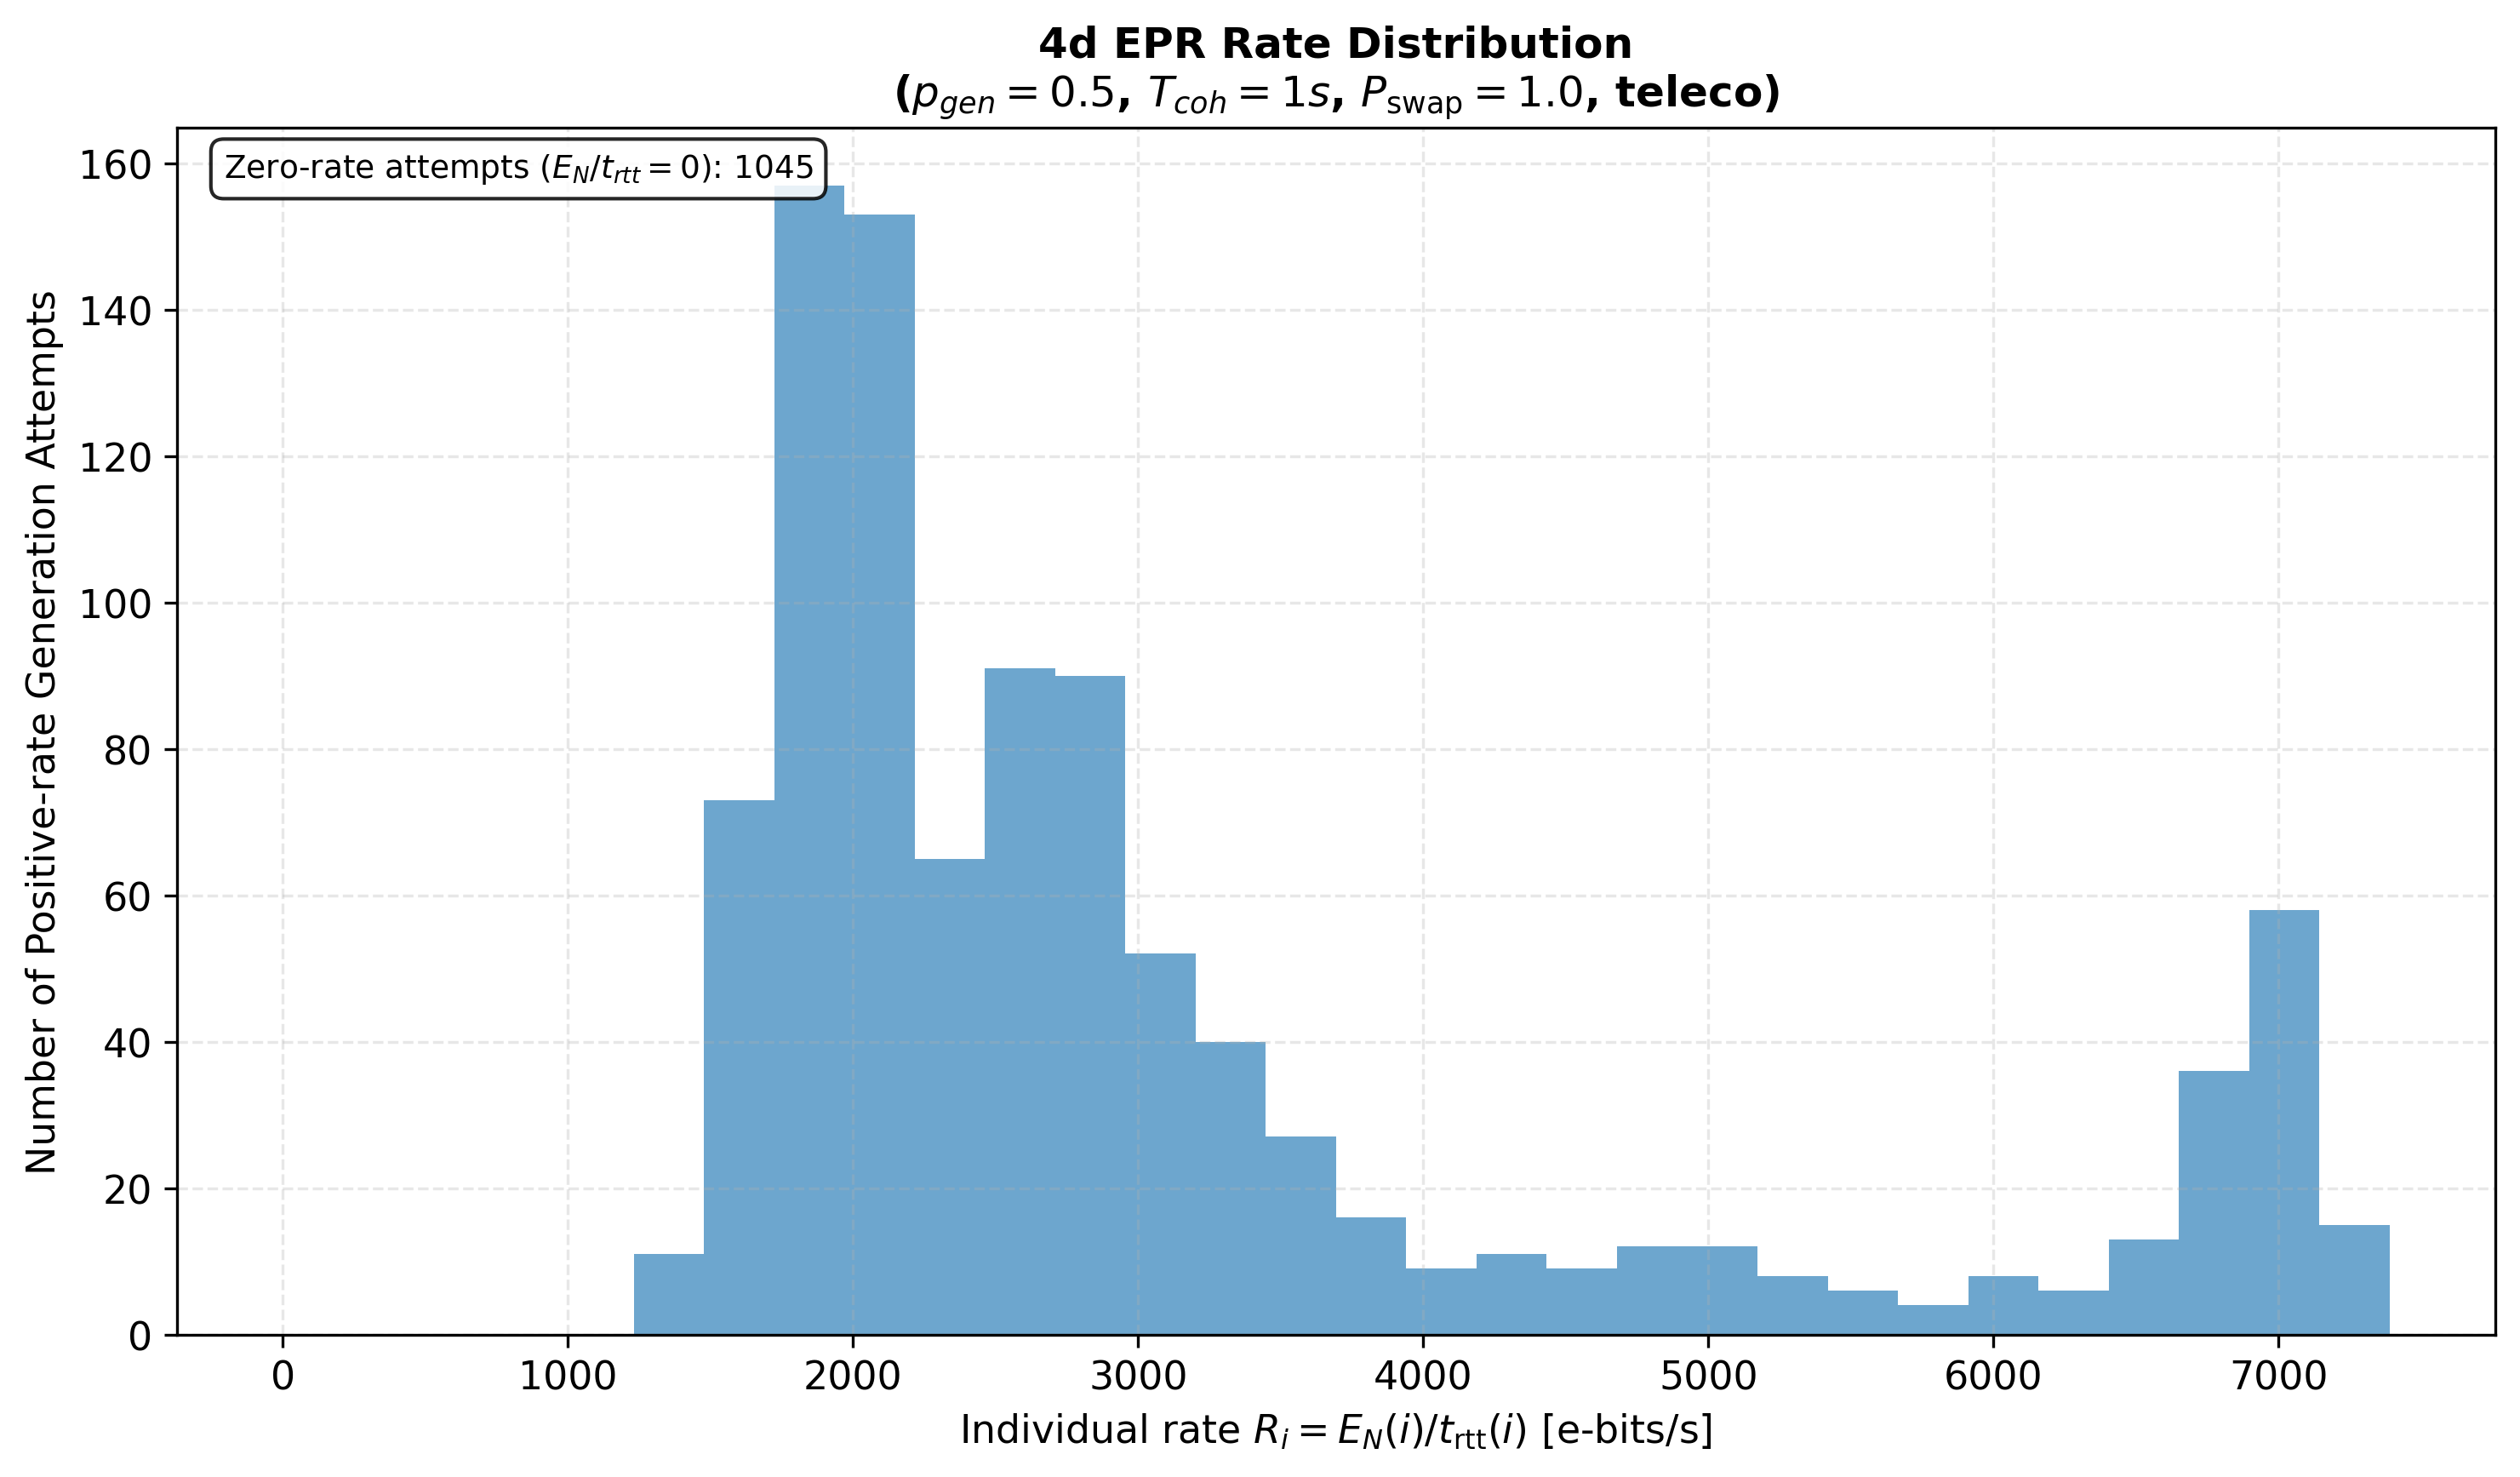 4d EPR Rate Distribution
(p_gen = 0.5, T_coh = 1s, P_swap = 1.0, teleco)
Zero-rate attempts (E_N/t_rtt = 0): 1045
Number of Positive-rate Generation Attempts
160
140
120
100
80
60
40
20
0
0 1000 2000 3000 4000 5000 6000 7000
Individual rate R_i = E_N(i)/t_rtt(i) [e-bits/s]